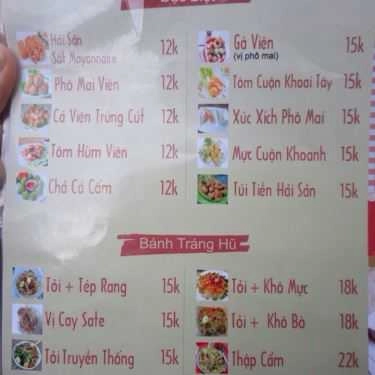 Hải Sản
Sốt Mayonnaise 12k
Phô Mai Viên 12k
Cá Viên Trứng Cút 12k
Tôm Hùm Viên 12k
Chả Cá Cốm 12k
Gà Viên 15k
(vị phô mai)
Tôm Cuộn Khoai Tây 15k
Xúc Xích Phô Mai 15k
Mực Cuộn Khoanh 15k
Túi Tiền Hải Sản 15k
Bánh Tráng Hũ
Tỏi + Tép Rang 15k
Vị Cay Sate 15k
Tỏi Truyền Thống 15k
Tỏi + Khô Mực 18k
Tỏi + Khô Bò 18k
Thập Cẩm 22k